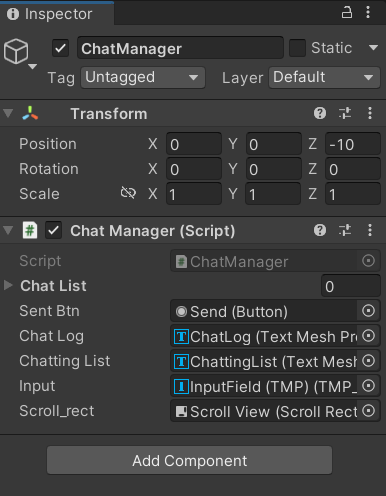 Inspector
ChatManager
Static
Tag Untagged Layer Default
Transform
Position X 0 Y 0 Z -10
Rotation X 0 Y 0 Z 0
Scale X 1 Y 1 Z 1
# Chat Manager (Script)
Script # ChatManager
Chat List 0
Sent Btn Send (Button)
Chat Log ChatLog (Text Mesh Pro
Chatting List ChattingList (Text Mesh
Input InputField (TMP) (TMP_
Scroll_rect Scroll View (Scroll Rect
Add Component